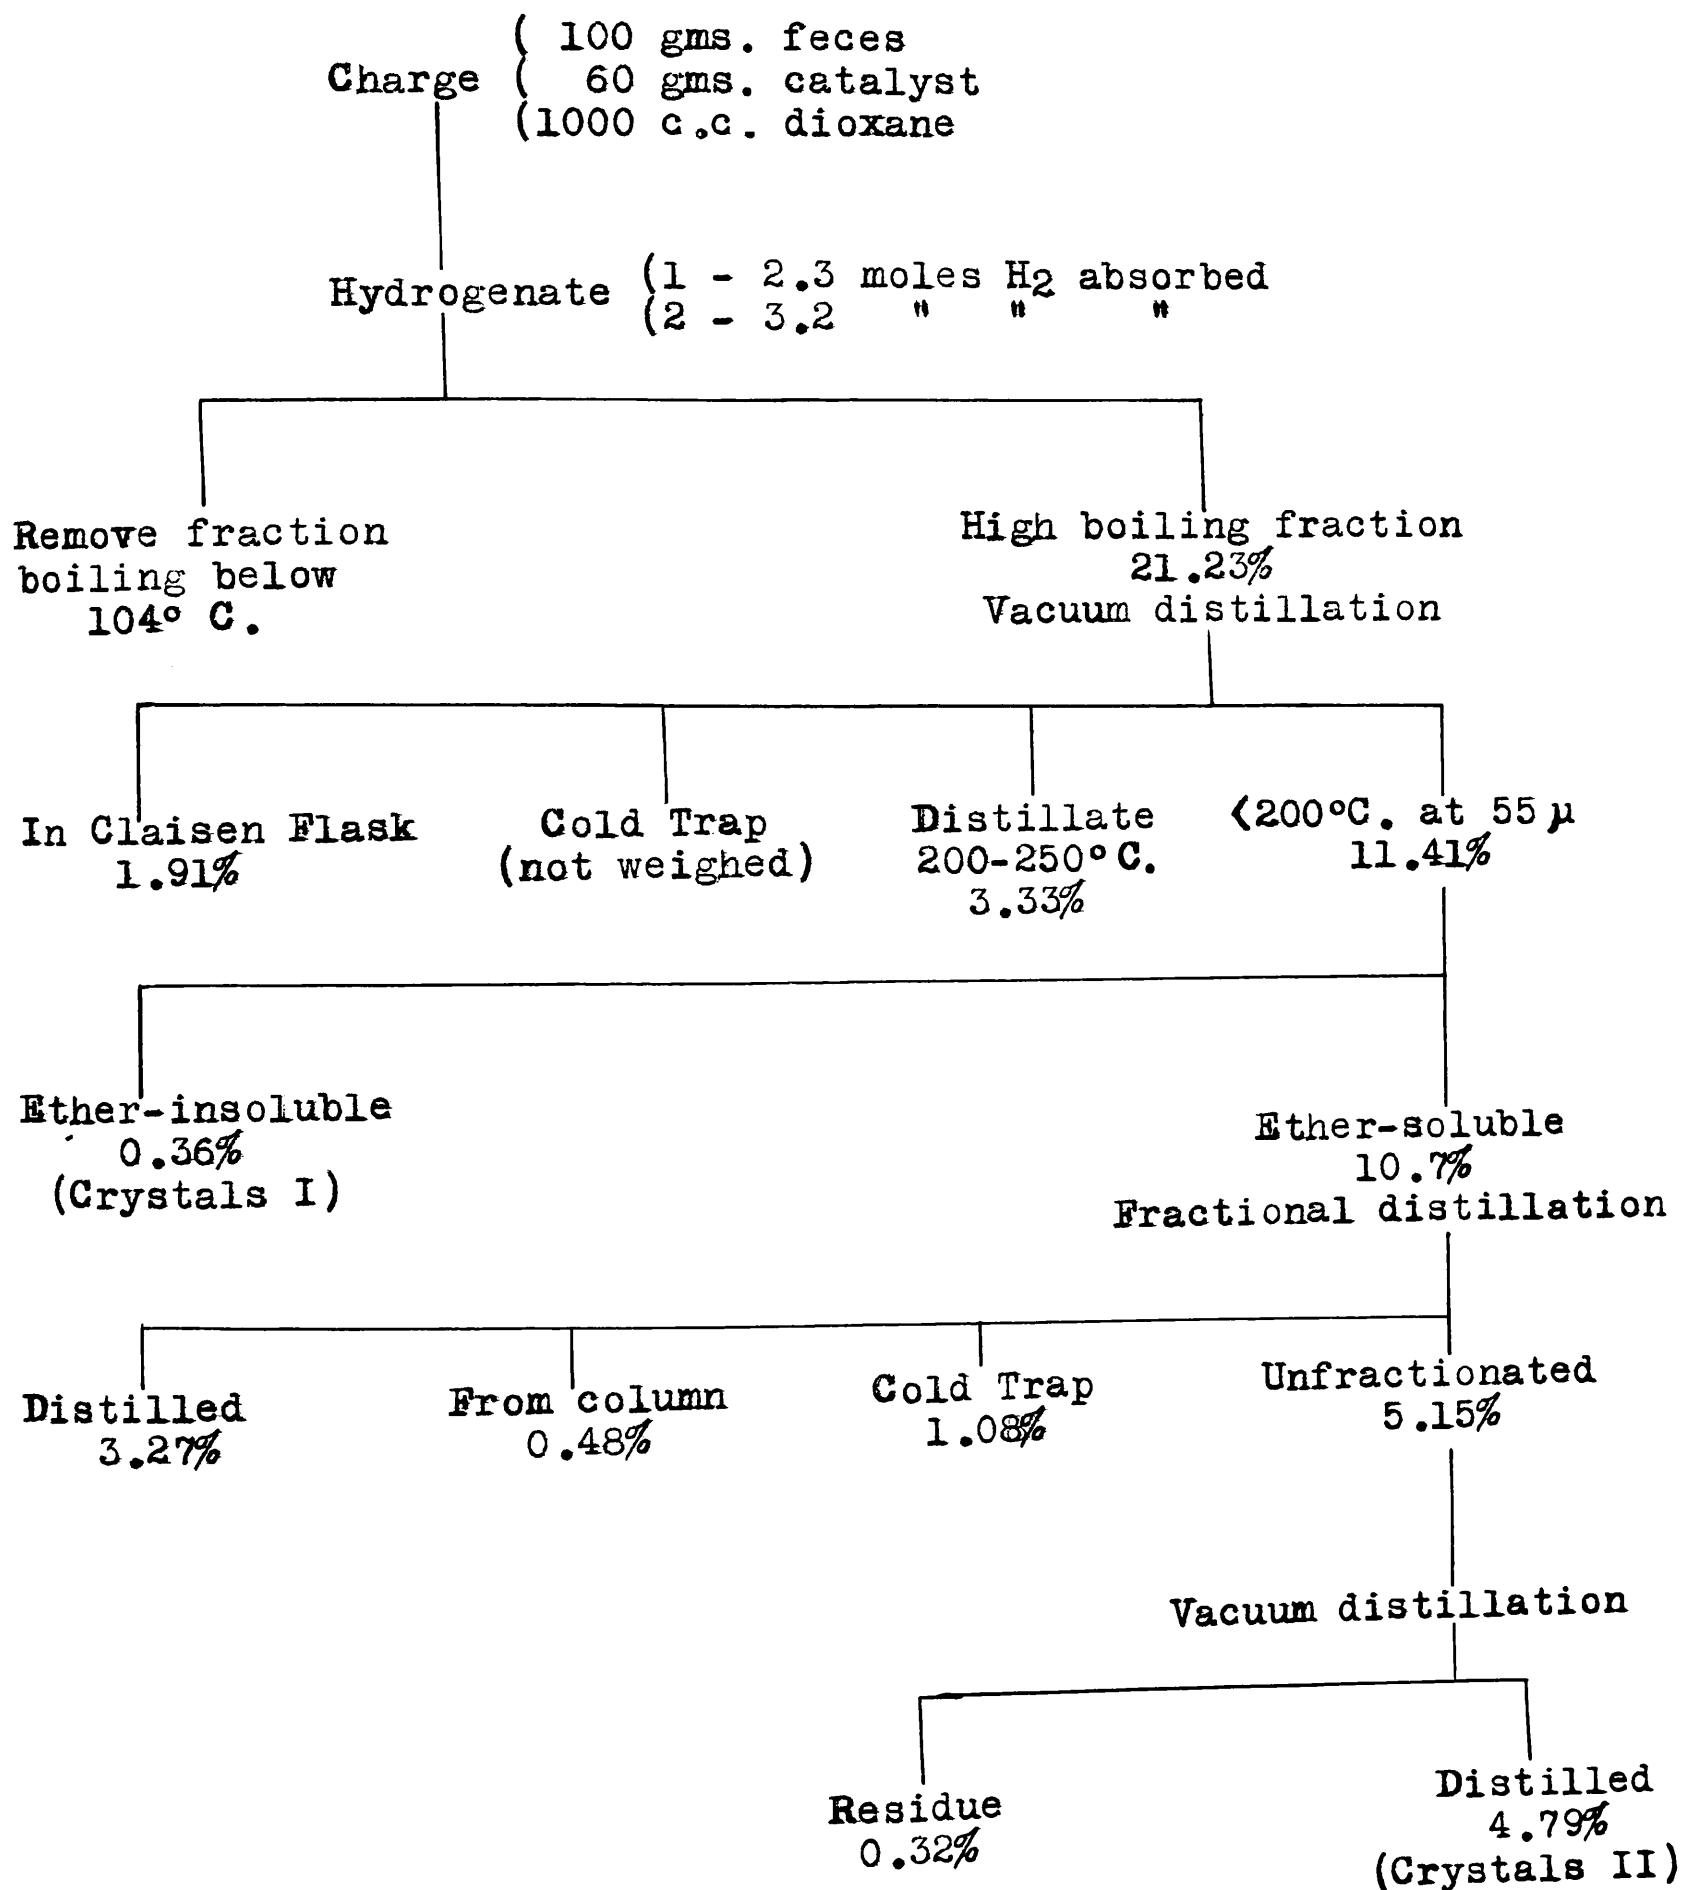 ( 100 gms. feces
Charge ( 60 gms. catalyst
(1000 c.c. dioxane
Hydrogenate (1 - 2.3 moles H2 absorbed
(2 - 3.2 " " "
Remove fraction
boiling below
104° C.
High boiling fraction
21.23%
Vacuum distillation
In Claisen Flask
1.91%
Cold Trap
(not weighed)
Distillate
200-250° C.
3.33%
<200°C. at 55 µ
11.41%
Ether-insoluble
0.36%
(Crystals I)
Ether-soluble
10.7%
Fractional distillation
Distilled
3.27%
From column
0.48%
Cold Trap
1.08%
Unfractionated
5.15%
Vacuum distillation
Residue
0.32%
Distilled
4.79%
(Crystals II)